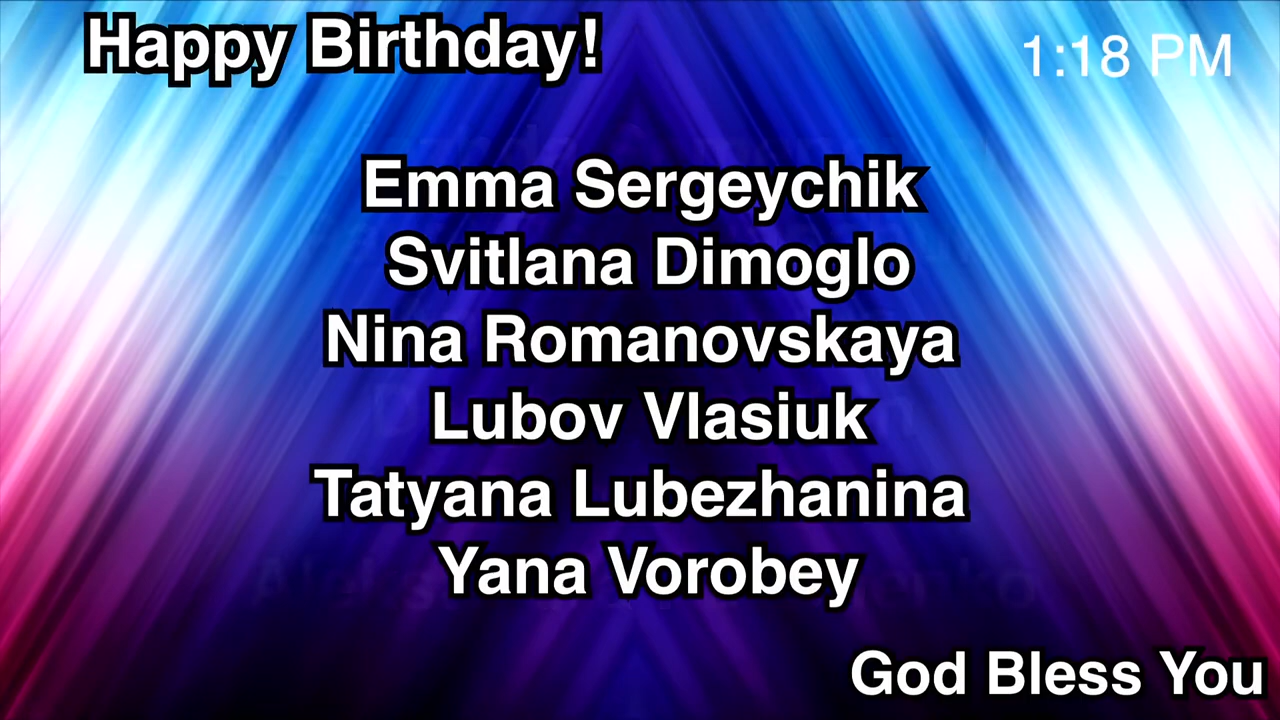 Happy Birthday!
1:18 PM
Emma Sergeychik
Svitlana Dimoglo
Nina Romanovskaya
Lubov Vlasiuk
Tatyana Lubezhanina
Yana Vorobey
God Bless You